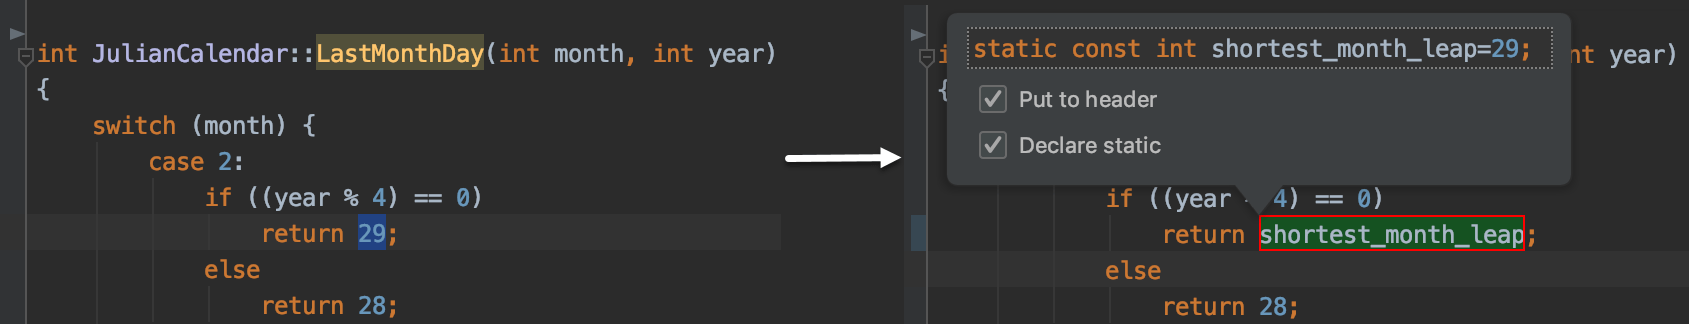 int JulianCalendar::LastMonthDay(int month, int year)
{
switch (month) {
case 2:
if ((year % 4) == 0)
return 29;
else
return 28;
static const int shortest_month_leap=29;
nt year)
{
Put to header
Declare static
if ((year 4) == 0)
return shortest_month_leap;
else
return 28;